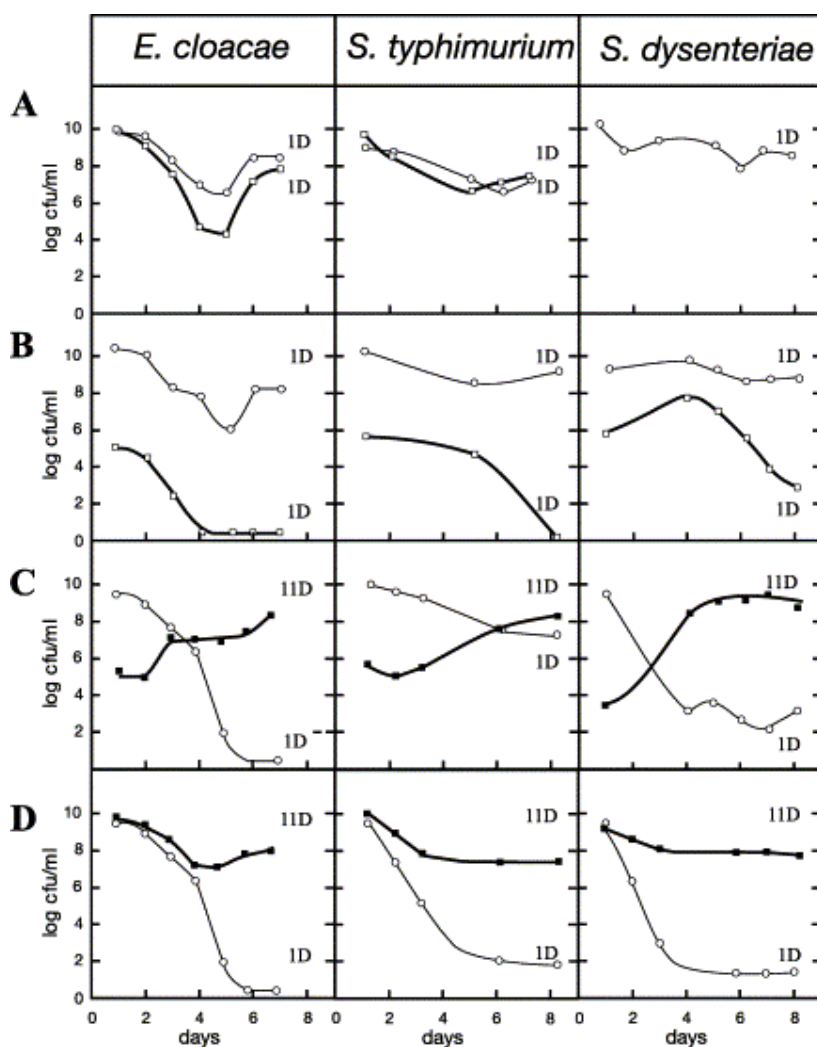 E. cloacae S. typhimurium S. dysenteriae
A
10
8
6
4
2
0
log cfu/ml
1D
1D
1D
1D
1D
B
10
8
6
4
2
0
log cfu/ml
1D
1D
1D
1D
1D
1D
C
10
8
6
4
2
log cfu/ml
11D
1D
11D
1D
11D
1D
D
10
8
6
4
2
0
log cfu/ml
11D
1D
11D
1D
11D
1D
0 2 4 6 8 0 2 4 6 8 0 2 4 6 8
days days days